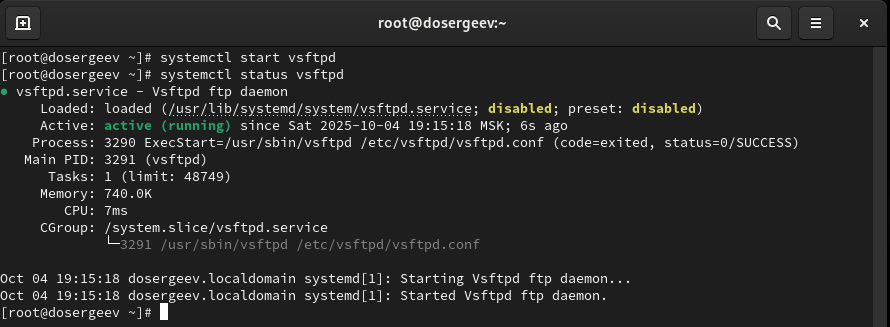 root@dosergeev:~
[root@dosergeev ~]# systemctl start vsftpd
[root@dosergeev ~]# systemctl status vsftpd
● vsftpd.service - Vsftpd ftp daemon
     Loaded: loaded (/usr/lib/systemd/system/vsftpd.service; disabled; preset: disabled)
     Active: active (running) since Sat 2025-10-04 19:15:18 MSK; 6s ago
    Process: 3290 ExecStart=/usr/sbin/vsftpd /etc/vsftpd/vsftpd.conf (code=exited, status=0/SUCCESS)
   Main PID: 3291 (vsftpd)
      Tasks: 1 (limit: 48749)
     Memory: 740.0K
        CPU: 7ms
     CGroup: /system.slice/vsftpd.service
             └─3291 /usr/sbin/vsftpd /etc/vsftpd/vsftpd.conf

Oct 04 19:15:18 dosergeev.localdomain systemd[1]: Starting Vsftpd ftp daemon...
Oct 04 19:15:18 dosergeev.localdomain systemd[1]: Started Vsftpd ftp daemon.
[root@dosergeev ~]#